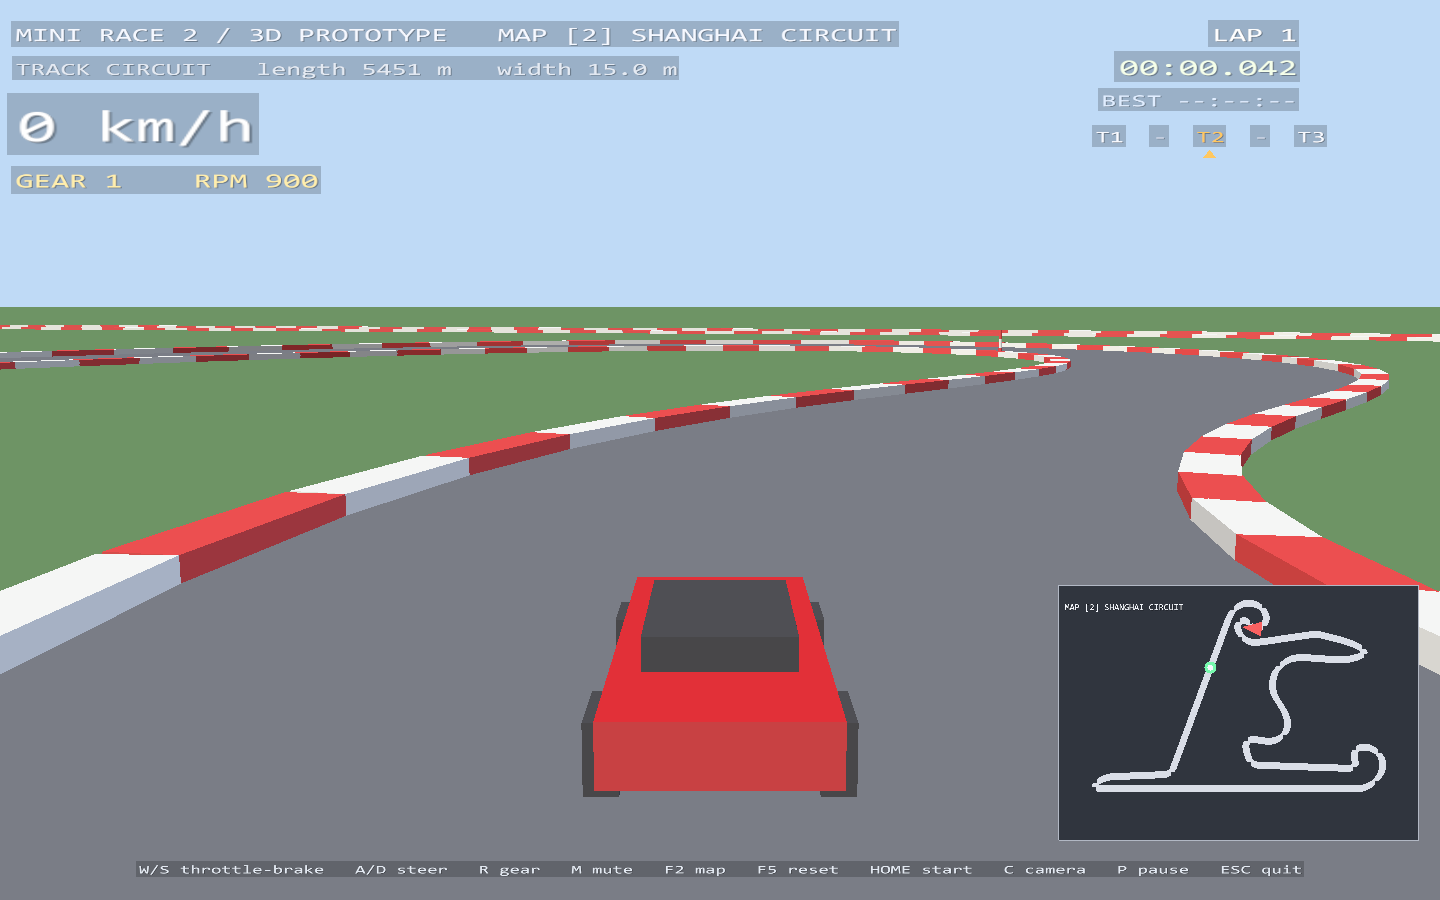 MINI RACE 2 / 3D PROTOTYPE   MAP [2] SHANGHAI CIRCUIT
TRACK CIRCUIT   length 5451 m   width 15.0 m
0 km/h
GEAR 1     RPM 900
LAP 1
00:00.042
BEST --:--:--
T1 - T2 - T3
MAP [2] SHANGHAI CIRCUIT
W/S throttle-brake   A/D steer   R gear   M mute   F2 map   F5 reset   HOME start   C camera   P pause   ESC quit